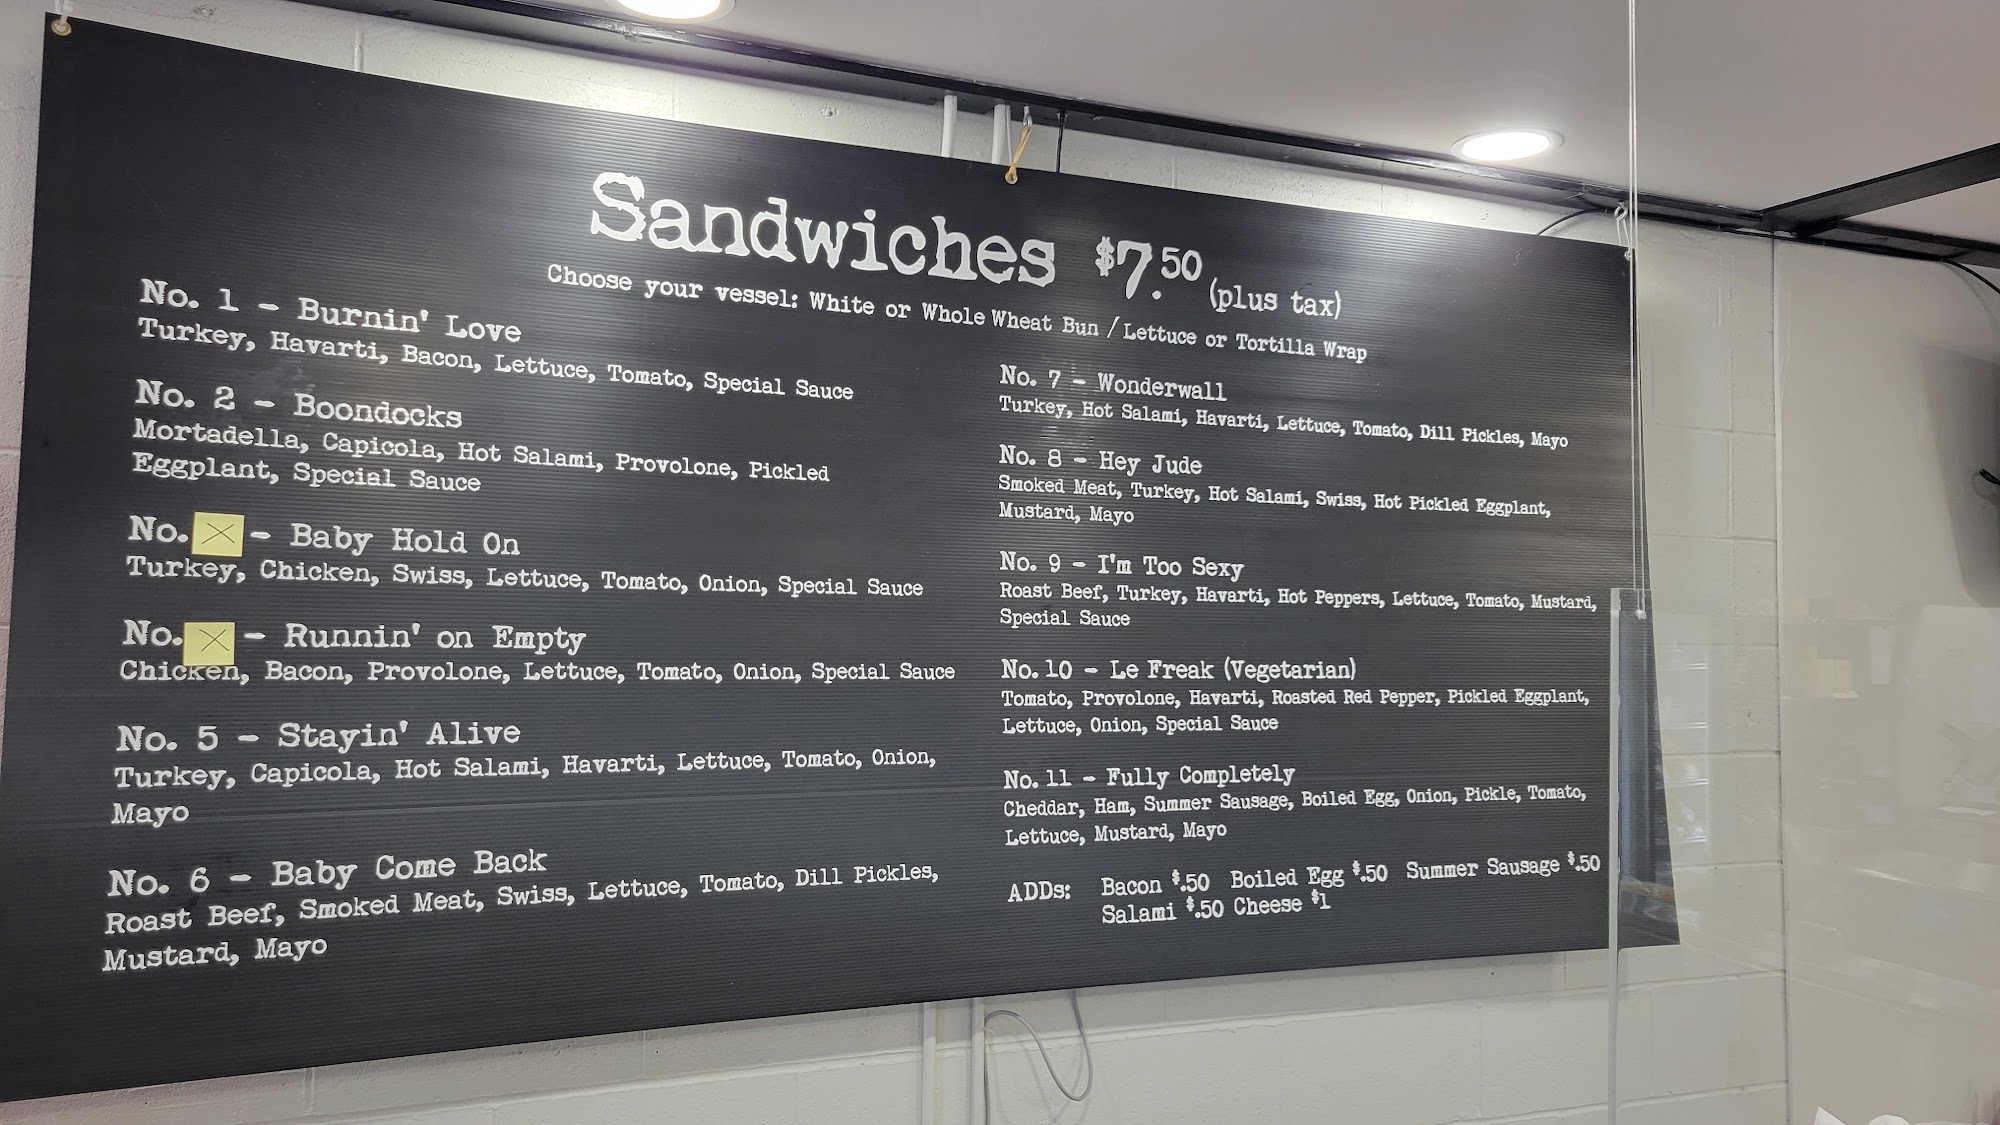 Sandwiches $7.50 (plus tax)
Choose your vessel: White or Whole Wheat Bun / Lettuce or Tortilla Wrap
No. 1 - Burnin' Love
Turkey, Havarti, Bacon, Lettuce, Tomato, Special Sauce
No. 2 - Boondocks
Mortadella, Capicola, Hot Salami, Provolone, Pickled
Eggplant, Special Sauce
No. X - Baby Hold On
Turkey, Chicken, Swiss, Lettuce, Tomato, Onion, Special Sauce
No. X - Runnin' on Empty
Chicken, Bacon, Provolone, Lettuce, Tomato, Onion, Special Sauce
No. 5 - Stayin' Alive
Turkey, Capicola, Hot Salami, Havarti, Lettuce, Tomato, Onion,
Mayo
No. 6 - Baby Come Back
Roast Beef, Smoked Meat, Swiss, Lettuce, Tomato, Dill Pickles,
Mustard, Mayo
No. 7 - Wonderwall
Turkey, Hot Salami, Havarti, Lettuce, Tomato, Dill Pickles, Mayo
No. 8 - Hey Jude
Smoked Meat, Turkey, Hot Salami, Swiss, Hot Pickled Eggplant,
Mustard, Mayo
No. 9 - I'm Too Sexy
Roast Beef, Turkey, Havarti, Hot Peppers, Lettuce, Tomato, Mustard,
Special Sauce
No. 10 - Le Freak (Vegetarian)
Tomato, Provolone, Havarti, Roasted Red Pepper, Pickled Eggplant,
Lettuce, Onion, Special Sauce
No. 11 - Fully Completely
Cheddar, Ham, Summer Sausage, Boiled Egg, Onion, Pickle, Tomato,
Lettuce, Mustard, Mayo
ADDs: Bacon $.50 Boiled Egg $.50 Summer Sausage $.50
Salami $.50 Cheese $1